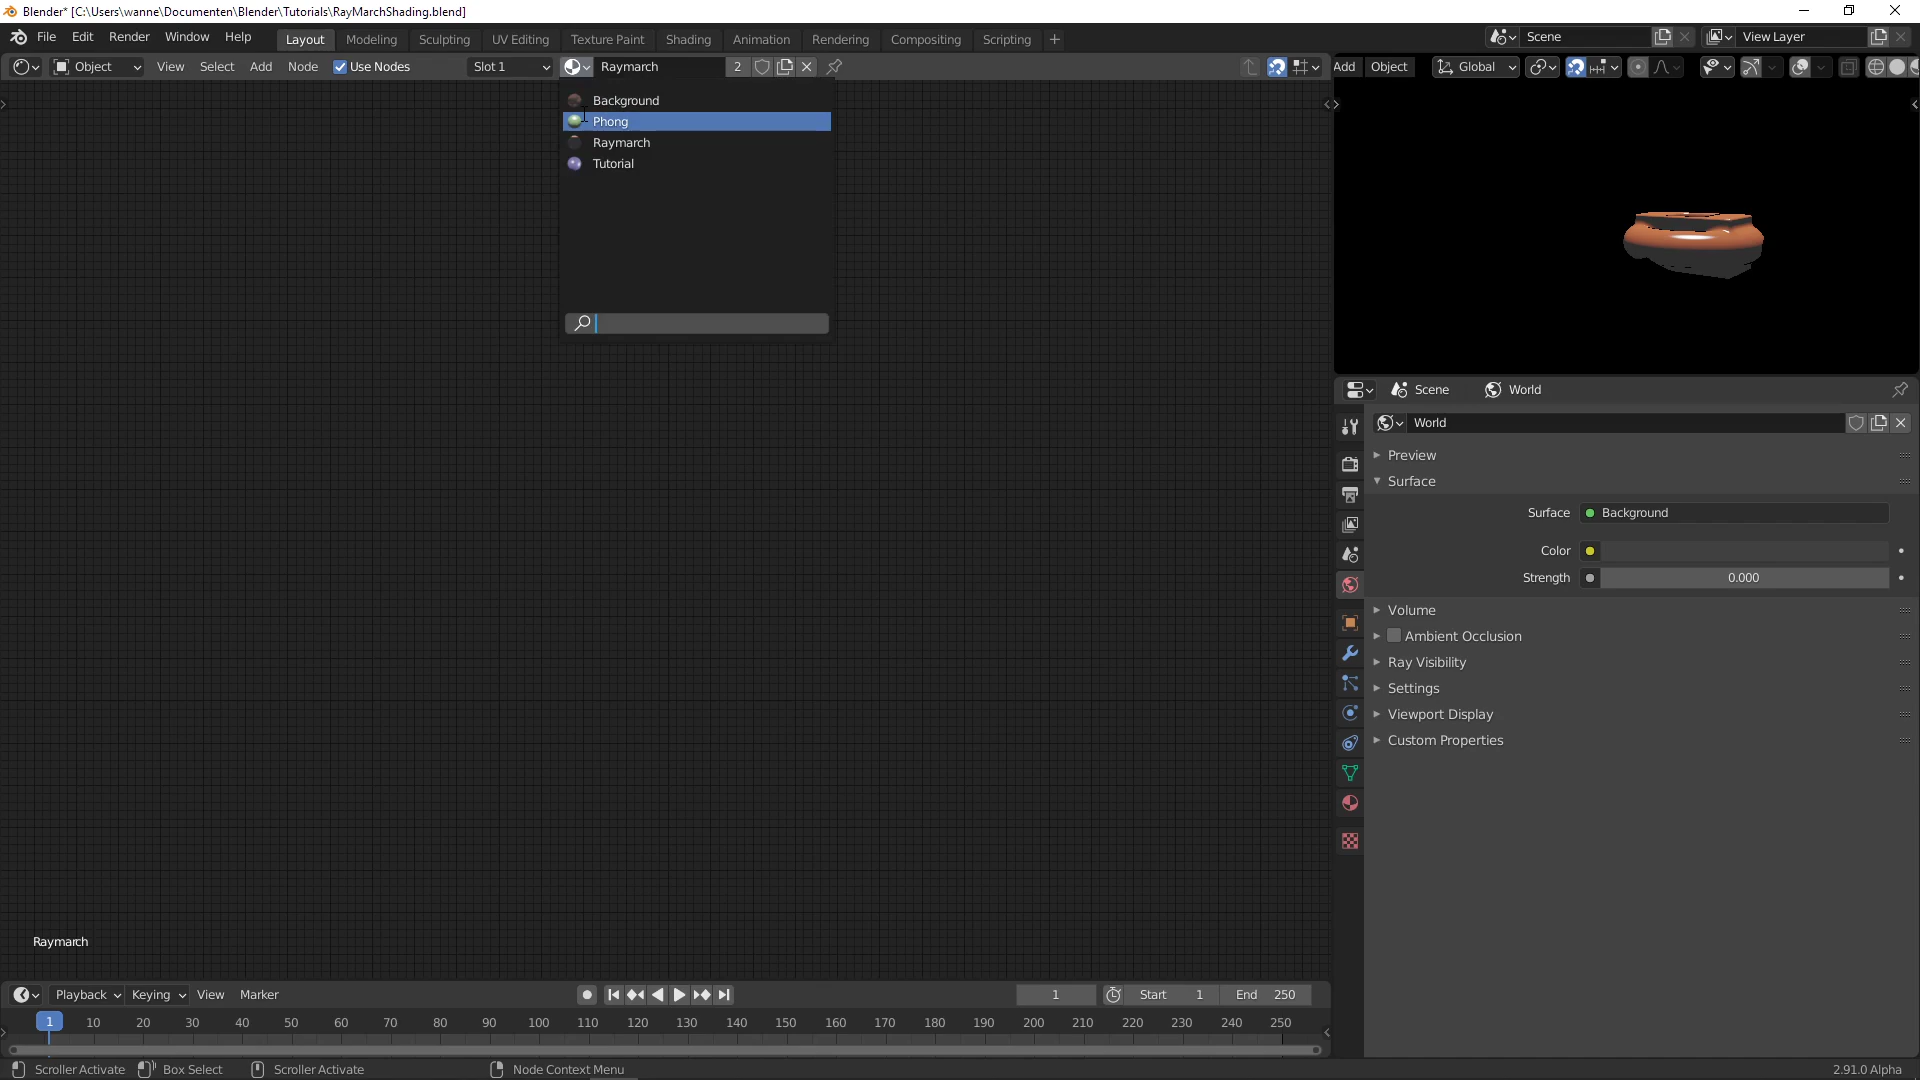 Blender* [C:\Users\wanne\Documenten\Blender\Tutorials\RayMarchShading.blend]
File Edit Render Window Help Layout Modeling Sculpting UV Editing Texture Paint Shading Animation Rendering Compositing Scripting + Scene View Layer
Object View Select Add Node Use Nodes Slot 1 Raymarch 2 Add Object Global
Background
Phong
Raymarch
Tutorial
Scene World
World
Preview
Surface
Surface Background
Color
Strength 0.000
Volume
Ambient Occlusion
Ray Visibility
Settings
Viewport Display
Custom Properties
Raymarch
Playback Keying View Marker 1 Start 1 End 250
1 10 20 30 40 50 60 70 80 90 100 110 120 130 140 150 160 170 180 190 200 210 220 230 240 250
Scroller Activate Box Select Scroller Activate Node Context Menu 2.91.0 Alpha